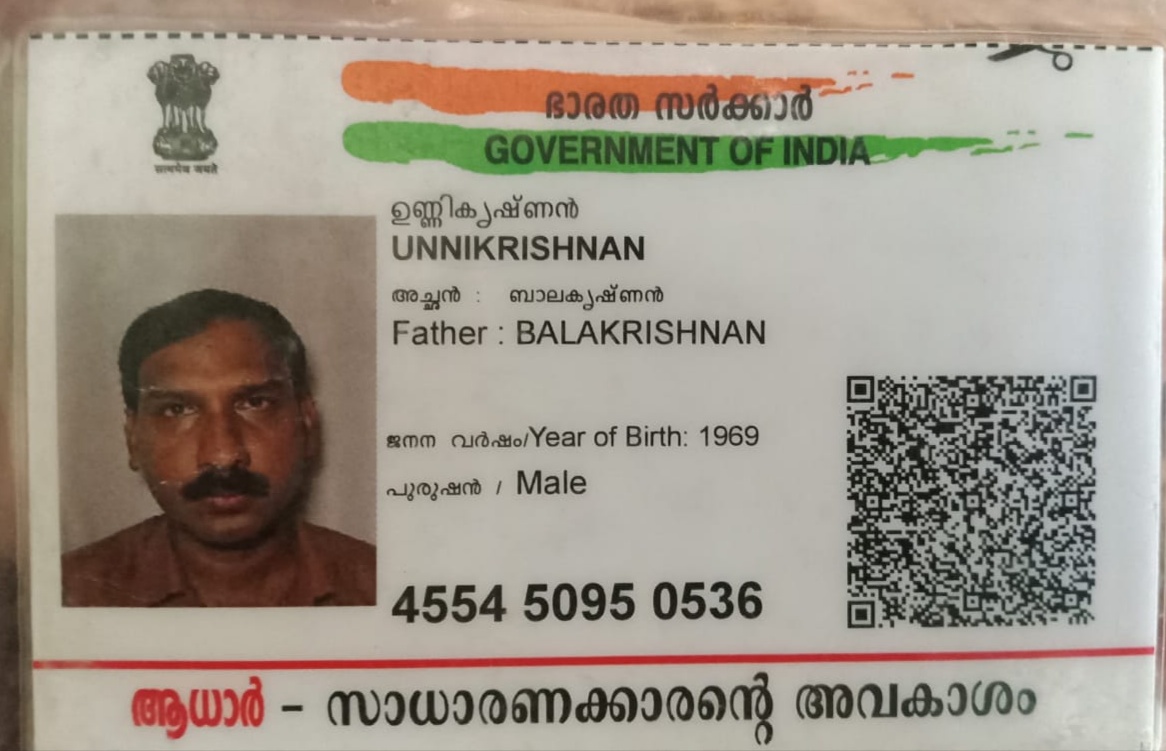 सत्यमेव जयते
ഭാരത സർക്കാർ
GOVERNMENT OF INDIA
ഉണ്ണികൃഷ്ണൻ
UNNIKRISHNAN
അച്ഛൻ : ബാലകൃഷ്ണൻ
Father : BALAKRISHNAN
ജനന വർഷം/Year of Birth: 1969
പുരുഷൻ / Male
4554 5095 0536
ആധാർ – സാധാരണക്കാരന്റെ അവകാശം